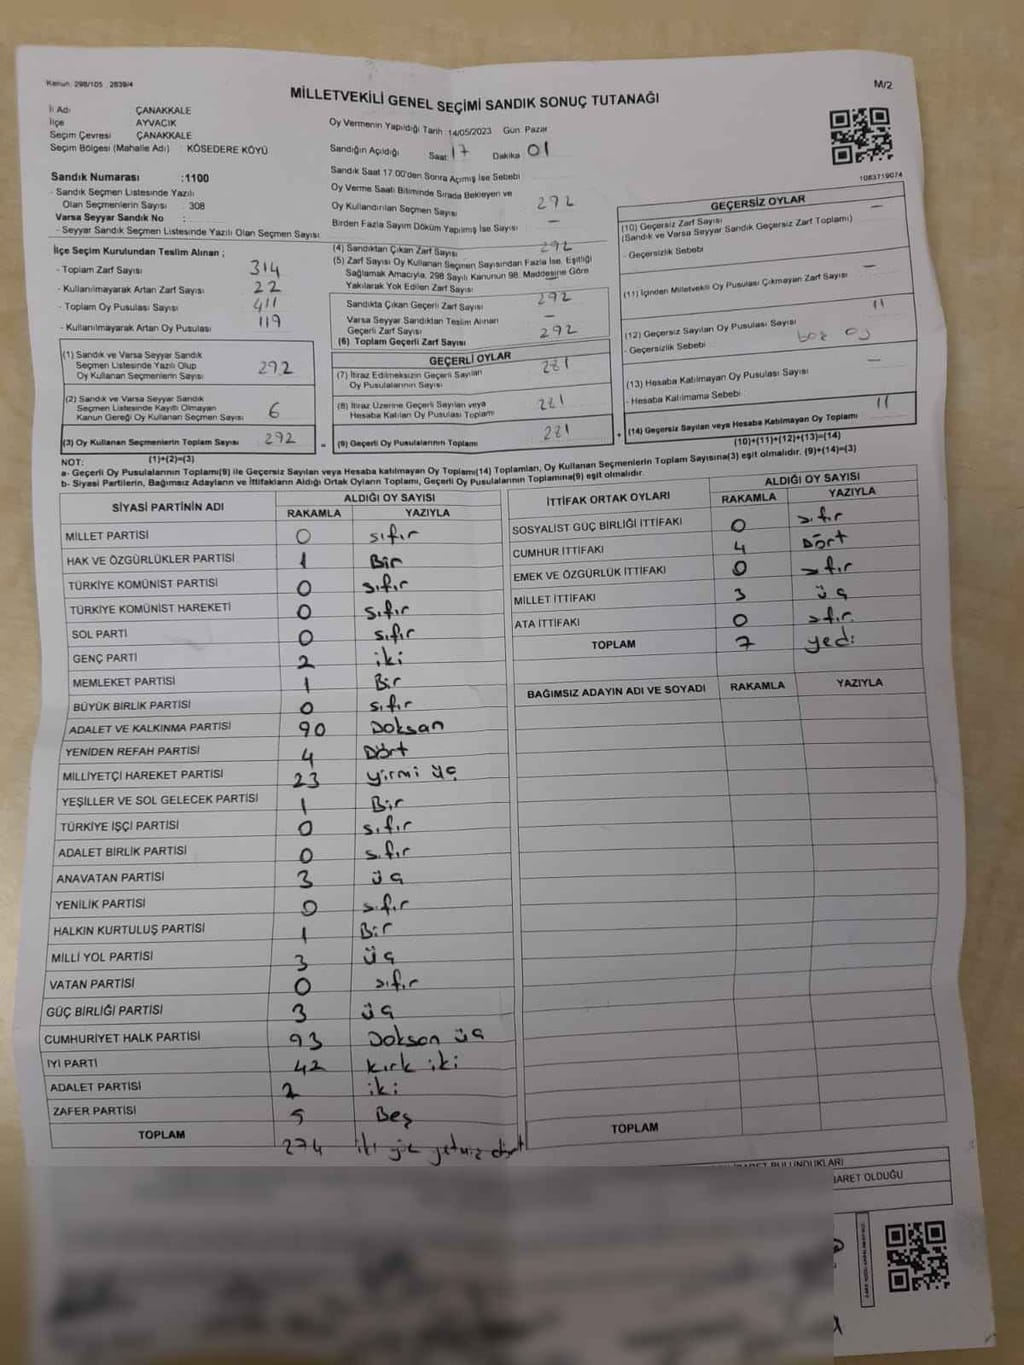 Kanun: 298/105 2839/4
M/2
MİLLETVEKİLİ GENEL SEÇİMİ SANDIK SONUÇ TUTANAĞI
İli Adı ÇANAKKALE
İlçe AYVACIK
Seçim Çevresi ÇANAKKALE
Seçim Bölgesi (Mahalle Adı) KÖSEDERE KÖYÜ
Sandık Numarası :1100
- Sandık Seçmen Listesinde Yazılı
Olan Seçmenlerin Sayısı : 308
Varsa Seyyar Sandık No :
- Seyyar Sandık Seçmen Listesinde Yazılı Olan Seçmen Sayısı:
Oy Vermenin Yapıldığı Tarih 14/05/2023 Gün Pazar
Sandığın Açıldığı Saat 17 Dakika 01
Sandık Saat 17.00'den Sonra Açımış İse Sebebi
Oy Verme Saati Bitiminde Sırada Bekleyen ve
Oy Kullandırılan Seçmen Sayısı 292
Birden Fazla Sayım Döküm Yapılmış İse Sayısı -
1083719074
İlçe Seçim Kurulundan Teslim Alınan ;
- Toplam Zarf Sayısı 314
- Kullanılmayarak Artan Zarf Sayısı 22
- Toplam Oy Pusulası Sayısı 411
- Kullanılmayarak Artan Oy Pusulası 119
(1) Sandık ve Varsa Seyyar Sandık
Seçmen Listesinde Yazılı Olup
Oy Kullanan Seçmenlerin Sayısı 292
(2) Sandık ve Varsa Seyyar Sandık
Seçmen Listesinde Kayıtlı Olmayan
Kanun Gereği Oy Kullanan Seçmen Sayısı 6
(3) Oy Kullanan Seçmenlerin Toplam Sayısı 292
(1)+(2)=(3)
(4) Sandıktan Çıkan Zarf Sayısı 292
(5) Zarf Sayısı Oy Kullanan Seçmen Sayısından Fazla İse, Eşitliği
Sağlamak Amacıyla, 298 Sayılı Kanunun 98. Maddesine Göre
Yakılarak Yok Edilen Zarf Sayısı -
Sandıkta Çıkan Geçerli Zarf Sayısı 292
Varsa Seyyar Sandıktan Teslim Alınan
Geçerli Zarf Sayısı -
(6) Toplam Geçerli Zarf Sayısı 292
GEÇERLİ OYLAR
(7) İtiraz Edilmeksizin Geçerli Sayılan
Oy Pusulalarının Sayısı 281
(8) İtiraz Üzerine Geçerli Sayılan veya
Hesaba Katılan Oy Pusulası Toplamı 281
= (9) Geçerli Oy Pusulalarının Toplamı 281
GEÇERSİZ OYLAR
(10) Geçersiz Zarf Sayısı
(Sandık ve Varsa Seyyar Sandık Geçersiz Zarf Toplamı) -
- Geçersizlik Sebebi
(11) İçinden Milletvekili Oy Pusulası Çıkmayan Zarf Sayısı -
(12) Geçersiz Sayılan Oy Pusulası Sayısı 11
- Geçersizlik Sebebi boş oy
(13) Hesaba Katılmayan Oy Pusulası Sayısı -
- Hesaba Katılmama Sebebi
+ (14) Geçersiz Sayılan veya Hesaba Katılmayan Oy Toplamı 11
(10)+(11)+(12)+(13)=(14)
NOT:
a- Geçerli Oy Pusulalarının Toplamı(9) ile Geçersiz Sayılan veya Hesaba katılmayan Oy Toplamı(14) Toplamları, Oy Kullanan Seçmenlerin Toplam Sayısına(3) eşit olmalıdır. (9)+(14)=(3)
b- Siyasi Partilerin, Bağımsız Adayların ve İttifakların Aldığı Ortak Oyların Toplamı, Geçerli Oy Pusulalarının Toplamına(9) eşit olmalıdır
SİYASİ PARTİNİN ADI ALDIĞI OY SAYISI
RAKAMLA YAZIYLA
MİLLET PARTİSİ 0 sıfır
HAK VE ÖZGÜRLÜKLER PARTİSİ 1 Bir
TÜRKİYE KOMÜNİST PARTİSİ 0 sıfır
TÜRKİYE KOMÜNİST HAREKETİ 0 sıfır
SOL PARTİ 0 sıfır
GENÇ PARTİ 2 iki
MEMLEKET PARTİSİ 1 Bir
BÜYÜK BİRLİK PARTİSİ 0 sıfır
ADALET VE KALKINMA PARTİSİ 90 Doksan
YENİDEN REFAH PARTİSİ 4 Dört
MİLLİYETÇİ HAREKET PARTİSİ 23 yirmi üç
YEŞİLLER VE SOL GELECEK PARTİSİ 1 Bir
TÜRKİYE İŞÇİ PARTİSİ 0 sıfır
ADALET BİRLİK PARTİSİ 0 sıfır
ANAVATAN PARTİSİ 3 üç
YENİLİK PARTİSİ 0 sıfır
HALKIN KURTULUŞ PARTİSİ 1 Bir
MİLLİ YOL PARTİSİ 3 üç
VATAN PARTİSİ 0 sıfır
GÜÇ BİRLİĞİ PARTİSİ 3 üç
CUMHURİYET HALK PARTİSİ 93 Doksan üç
İYİ PARTİ 42 kırk iki
ADALET PARTİSİ 2 iki
ZAFER PARTİSİ 5 Beş
TOPLAM 274 iki yüz yetmiz dört
İTTİFAK ORTAK OYLARI ALDIĞI OY SAYISI
RAKAMLA YAZIYLA
SOSYALİST GÜÇ BİRLİĞİ İTTİFAKI 0 sıfır
CUMHUR İTTİFAKI 4 Dört
EMEK VE ÖZGÜRLÜK İTTİFAKI 0 sıfır
MİLLET İTTİFAKI 3 üç
ATA İTTİFAKI 0 sıfır
TOPLAM 7 yedi
BAĞIMSIZ ADAYIN ADI VE SOYADI RAKAMLA YAZIYLA
TOPLAM
BULUNDUKLARI
İBARET OLDUĞU